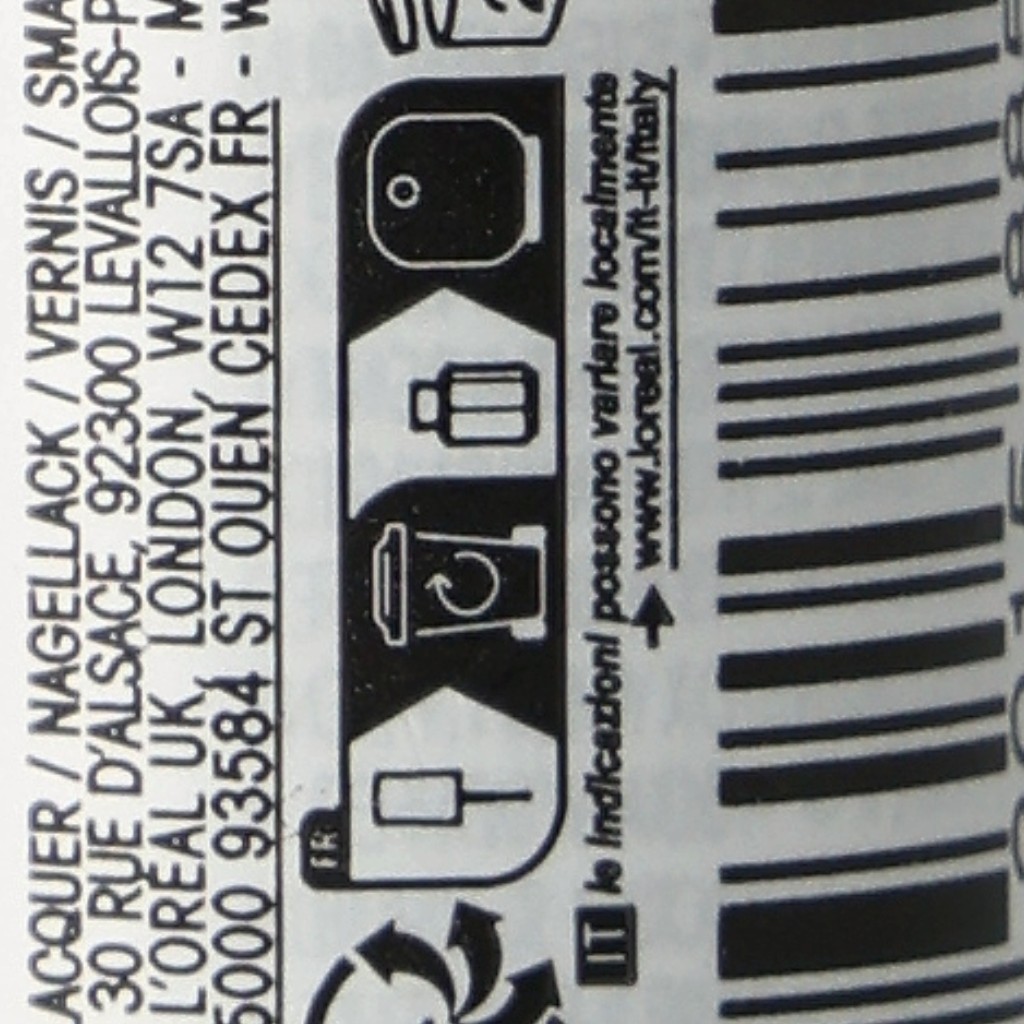 ACQUER / NAGELLACK / VERNIS / SMA
30 RUE D'ALSACE, 92300 LEVALLOIS-P
L'ORÉAL UK, LONDON, W12 7SA - M
5000 93584 ST OUEN CEDEX FR - W
FR
IT le indicazioni possono variare localmente
www.loreal.com/it-it/italy